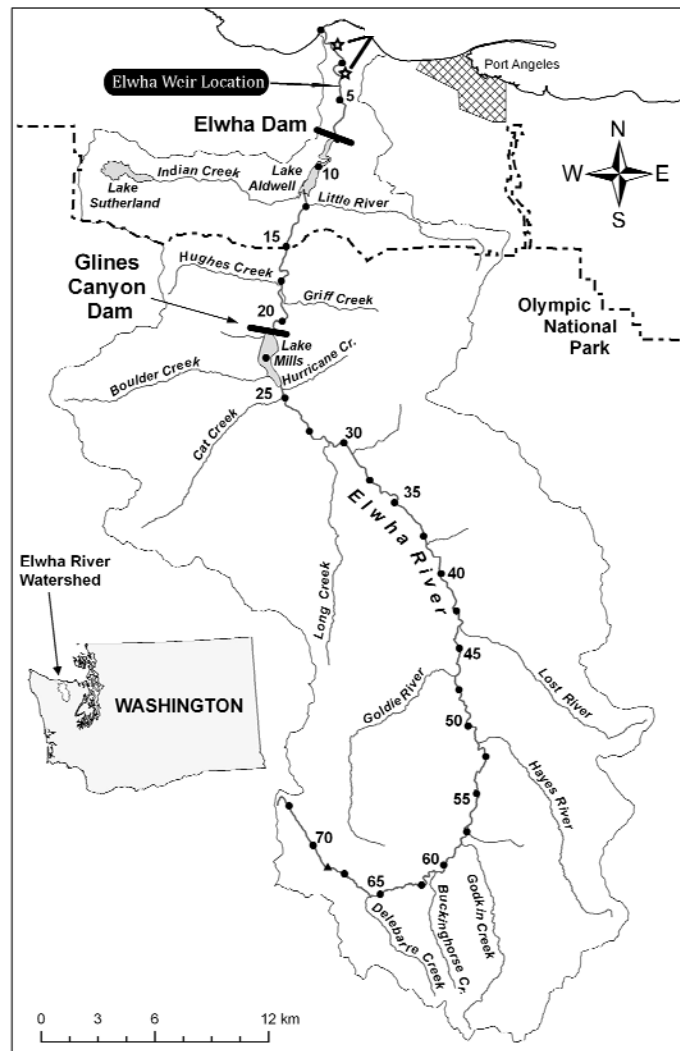 Port Angeles
Elwha Weir Location
5
Elwha Dam
N
W E
S
Indian Creek
Lake
Aldwell
10
Lake
Sutherland
Little River
15
Hughes Creek
Glines
Canyon
Dam
Griff Creek
Olympic
National
Park
20
Lake
Mills
Hurricane Cr.
Boulder Creek
25
Cat Creek
30
35
Elwha River
40
Elwha River
Watershed
Long Creek
45
Lost River
WASHINGTON
Goldie River
50
Hayes River
55
70
60
65
Godkin Creek
Buckinghorse Cr.
Delebarre Creek
0 3 6 12 km